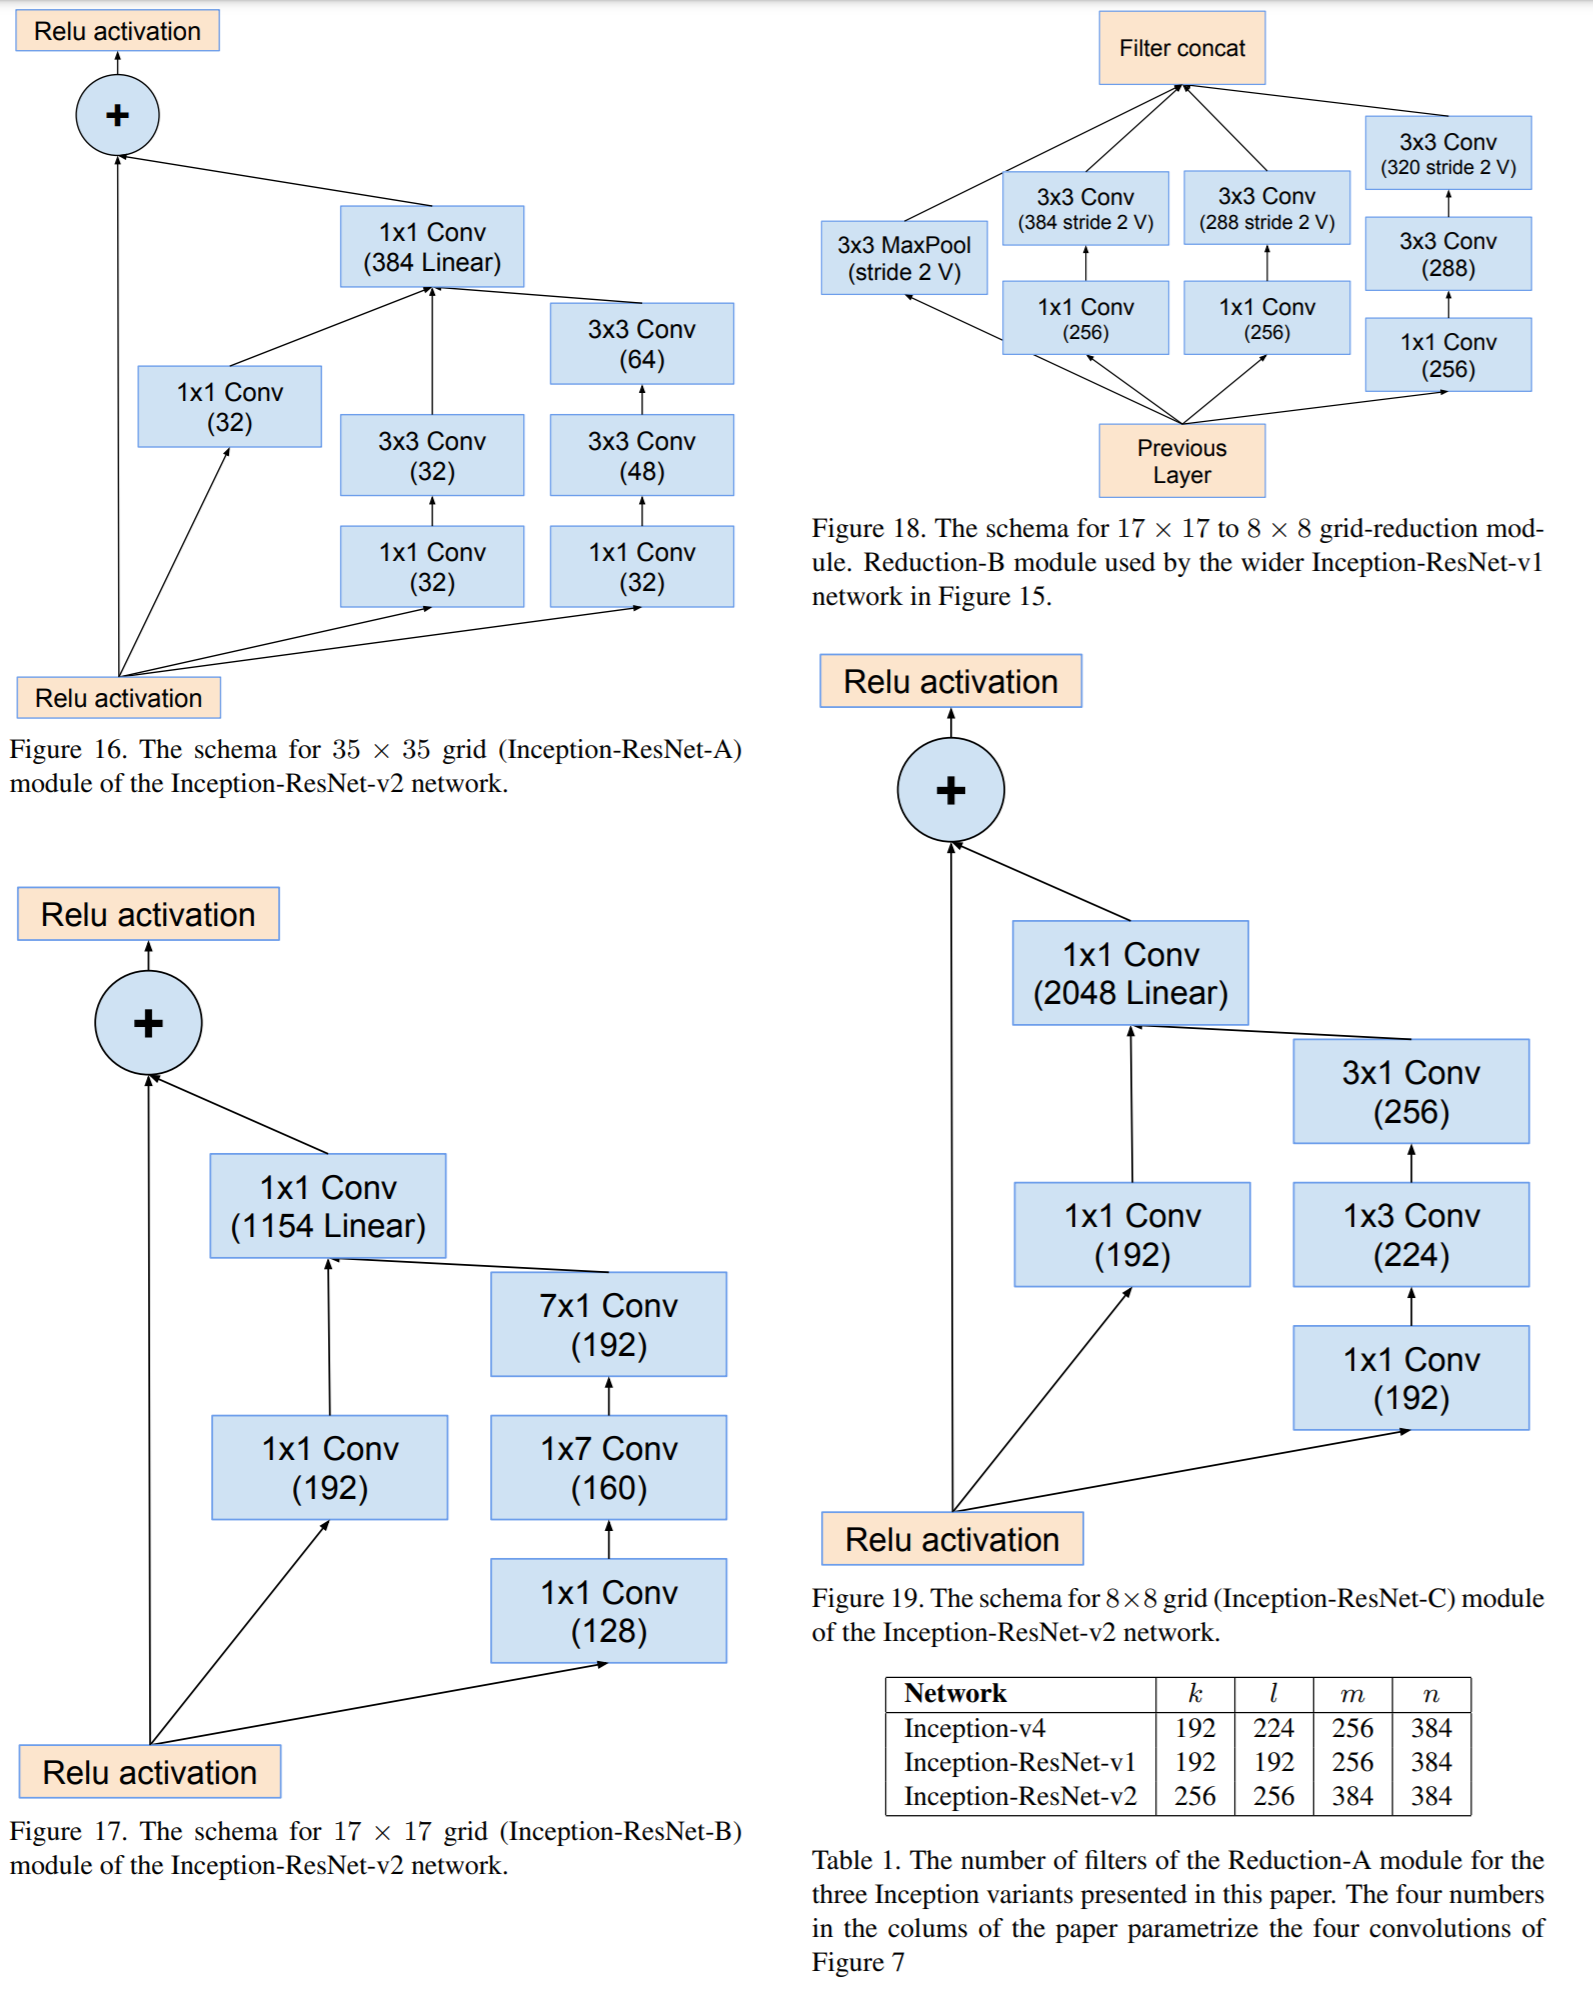 Relu activation
+
1x1 Conv
(384 Linear)
3x3 Conv
(64)
1x1 Conv
(32)
3x3 Conv
(32)
3x3 Conv
(48)
1x1 Conv
(32)
1x1 Conv
(32)
Relu activation
Figure 16. The schema for 35 × 35 grid (Inception-ResNet-A)
module of the Inception-ResNet-v2 network.
Relu activation
+
1x1 Conv
(1154 Linear)
7x1 Conv
(192)
1x1 Conv
(192)
1x7 Conv
(160)
1x1 Conv
(128)
Relu activation
Figure 17. The schema for 17 × 17 grid (Inception-ResNet-B)
module of the Inception-ResNet-v2 network.
Filter concat
3x3 Conv
(320 stride 2 V)
3x3 Conv
(384 stride 2 V)
3x3 Conv
(288 stride 2 V)
3x3 MaxPool
(stride 2 V)
3x3 Conv
(288)
1x1 Conv
(256)
1x1 Conv
(256)
1x1 Conv
(256)
Previous
Layer
Figure 18. The schema for 17 × 17 to 8 × 8 grid-reduction mod-
ule. Reduction-B module used by the wider Inception-ResNet-v1
network in Figure 15.
Relu activation
+
1x1 Conv
(2048 Linear)
3x1 Conv
(256)
1x1 Conv
(192)
1x3 Conv
(224)
1x1 Conv
(192)
Relu activation
Figure 19. The schema for 8×8 grid (Inception-ResNet-C) module
of the Inception-ResNet-v2 network.
Network k l m n
Inception-v4 192 224 256 384
Inception-ResNet-v1 192 192 256 384
Inception-ResNet-v2 256 256 384 384
Table 1. The number of filters of the Reduction-A module for the
three Inception variants presented in this paper. The four numbers
in the colums of the paper parametrize the four convolutions of
Figure 7